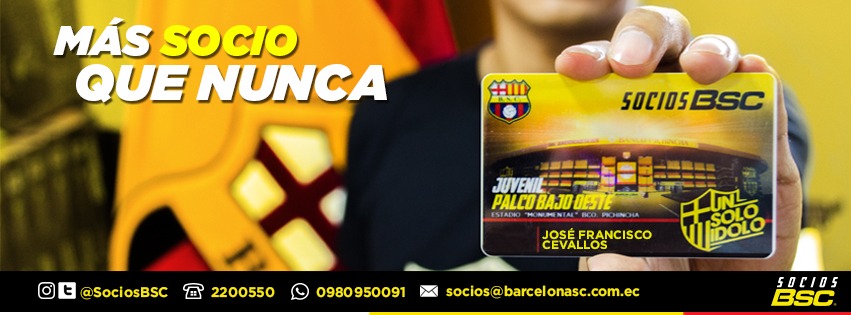 MÁS SOCIO
QUE NUNCA
B.S.C.
SOCIOS BSC
JUVENIL
PALCO BAJO OESTE
ESTADIO "MONUMENTAL" BCO. PICHINCHA
UN
SOLO
ÍDOLO
JOSÉ FRANCISCO
CEVALLOS
@SociosBSC 2200550 0980950091 socios@barcelonasc.com.ec
SOCIOS
BSC